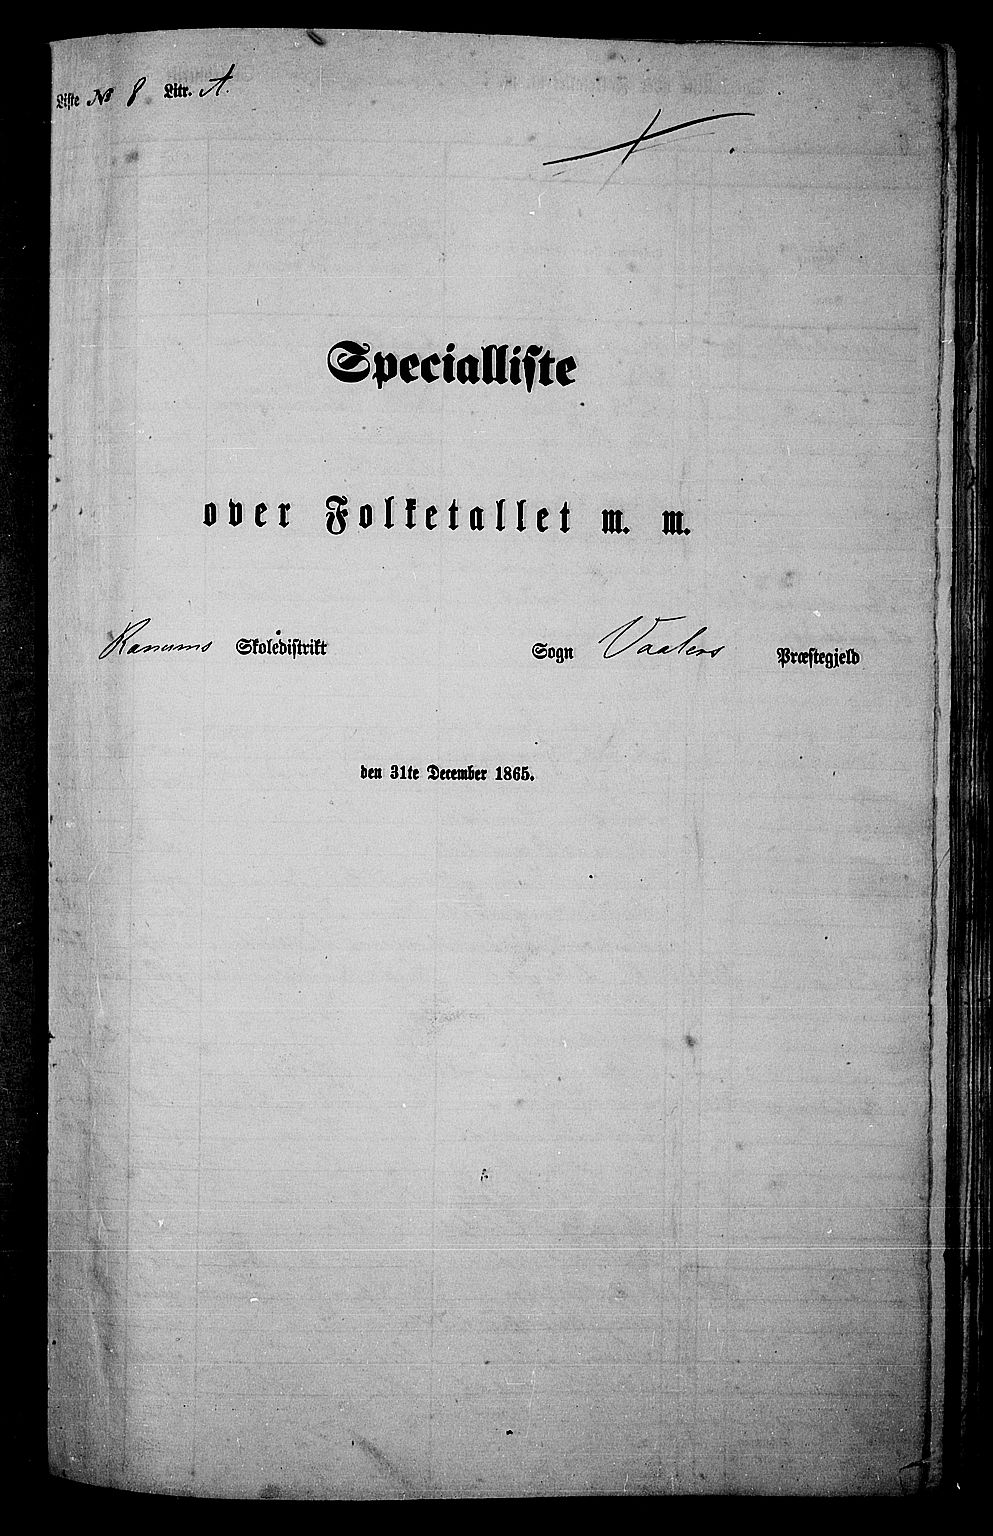 Liste No 8 Litr. A.
Specialliste
over Folketallet m. m.
Ranums Skoledistrikt Sogn Vaalers Præstegjeld
den 31te December 1865.